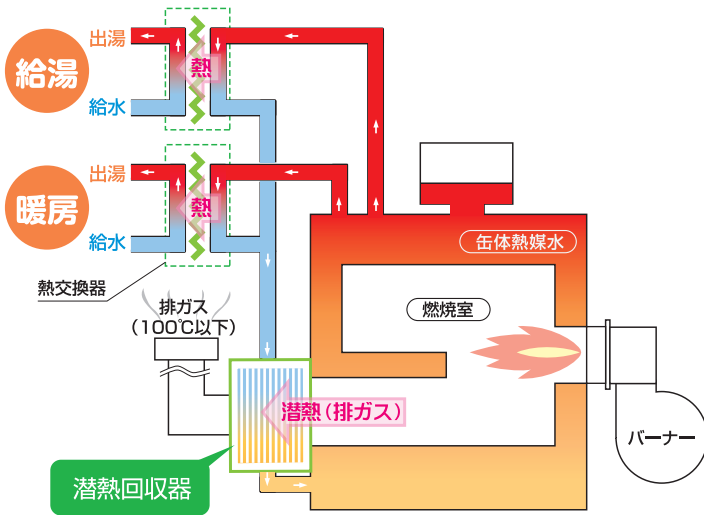 給湯
出湯
熱
給水
暖房
出湯
熱
給水
熱交換器
缶体熱媒水
燃焼室
排ガス
(100℃以下)
潜熱(排ガス)
バーナー
潜熱回収器